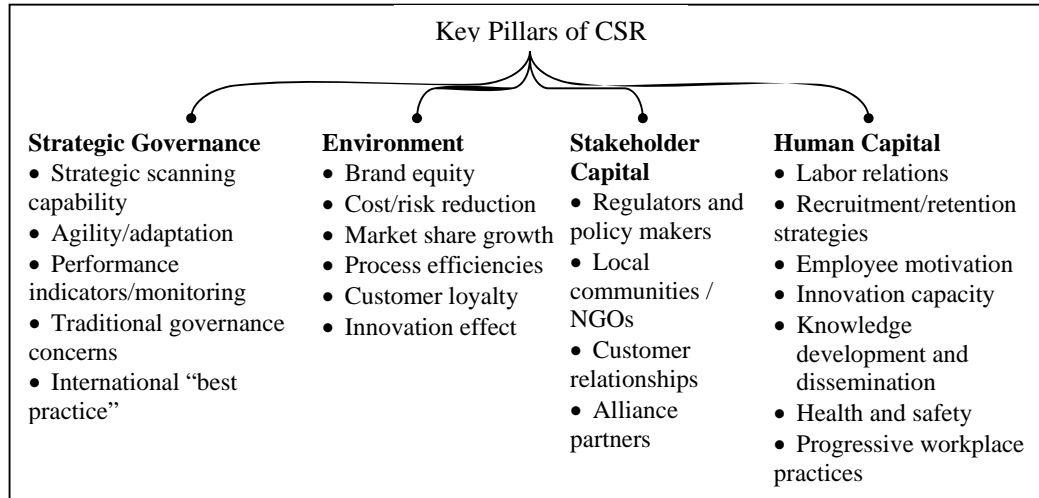 Key Pillars of CSR
Strategic Governance
• Strategic scanning
capability
• Agility/adaptation
• Performance
indicators/monitoring
• Traditional governance
concerns
• International “best
practice”
Environment
• Brand equity
• Cost/risk reduction
• Market share growth
• Process efficiencies
• Customer loyalty
• Innovation effect
Stakeholder
Capital
• Regulators and
policy makers
• Local
communities /
NGOs
• Customer
relationships
• Alliance
partners
Human Capital
• Labor relations
• Recruitment/retention
strategies
• Employee motivation
• Innovation capacity
• Knowledge
development and
dissemination
• Health and safety
• Progressive workplace
practices